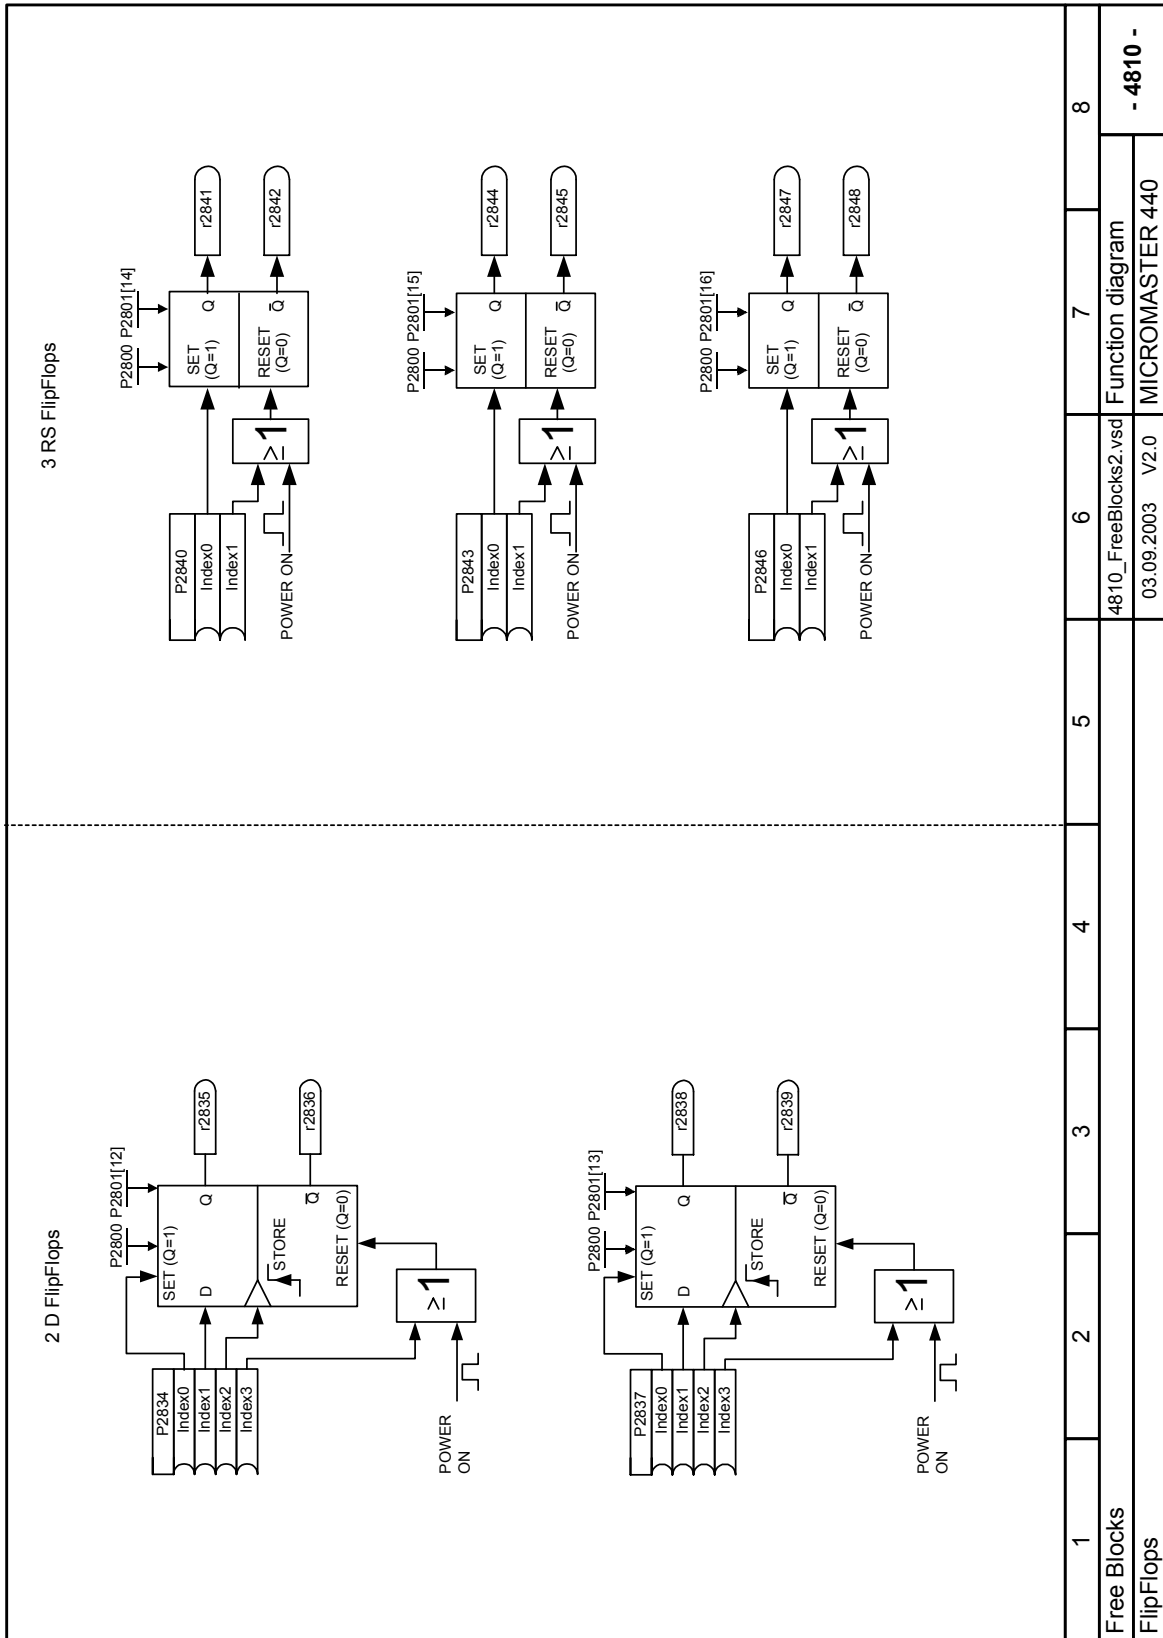 2 D FlipFlops
P2800 P2801[12]
P2834
Index0
Index1
Index2
Index3
SET (Q=1)
D
Q
STORE
Q
RESET (Q=0)
≥1
POWER
ON
r2835
r2836
P2800 P2801[13]
P2837
Index0
Index1
Index2
Index3
SET (Q=1)
D
Q
STORE
Q
RESET (Q=0)
≥1
POWER
ON
r2838
r2839
3 RS FlipFlops
P2800 P2801[14]
P2840
Index0
Index1
POWER ON
≥1
SET
(Q=1)
Q
RESET
(Q=0)
Q
r2841
r2842
P2800 P2801[15]
P2843
Index0
Index1
POWER ON
≥1
SET
(Q=1)
Q
RESET
(Q=0)
Q
r2844
r2845
P2800 P2801[16]
P2846
Index0
Index1
POWER ON
≥1
SET
(Q=1)
Q
RESET
(Q=0)
Q
r2847
r2848
1 2 3 4 5 6 7 8
Free Blocks 4810_FreeBlocks2.vsd Function diagram - 4810 -
FlipFlops 03.09.2003 V2.0 MICROMASTER 440